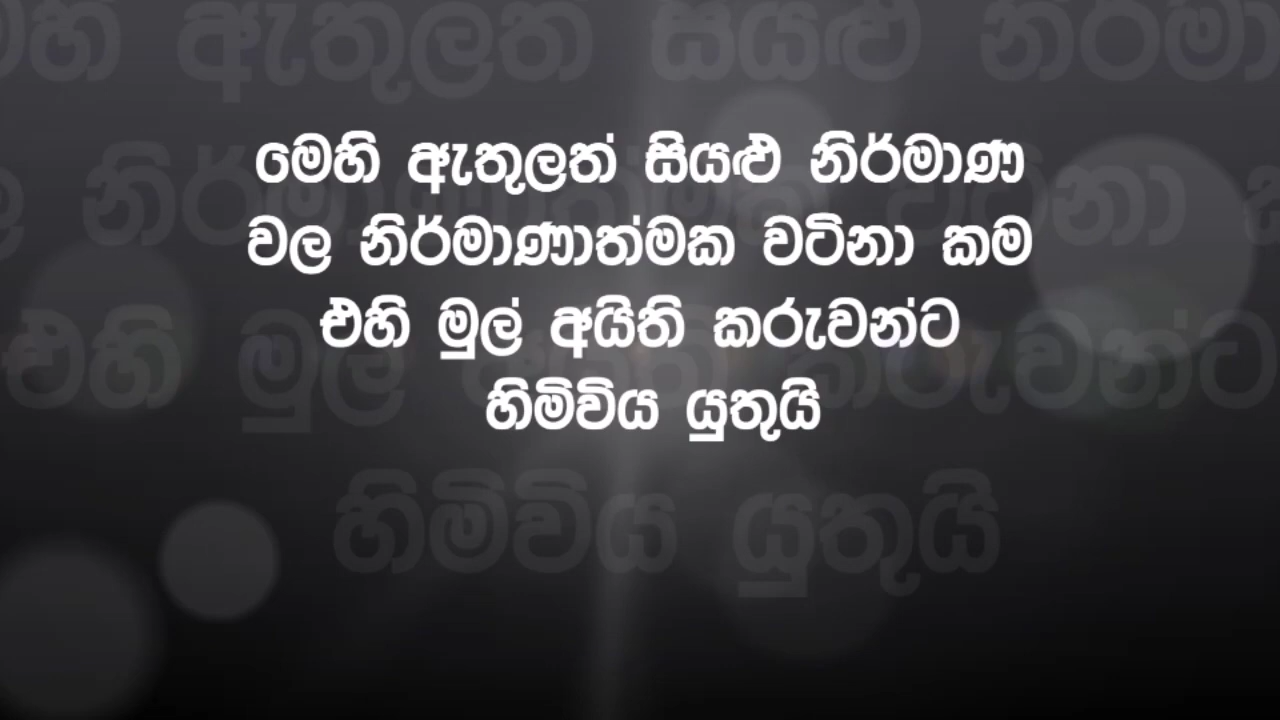 මෙහි ඇතුලත් සියළු නිර්මාණ
වල නිර්මාණාත්මක වටිනා කම
එහි මුල් අයිති කරුවන්ට
හිමිවිය යුතුයි